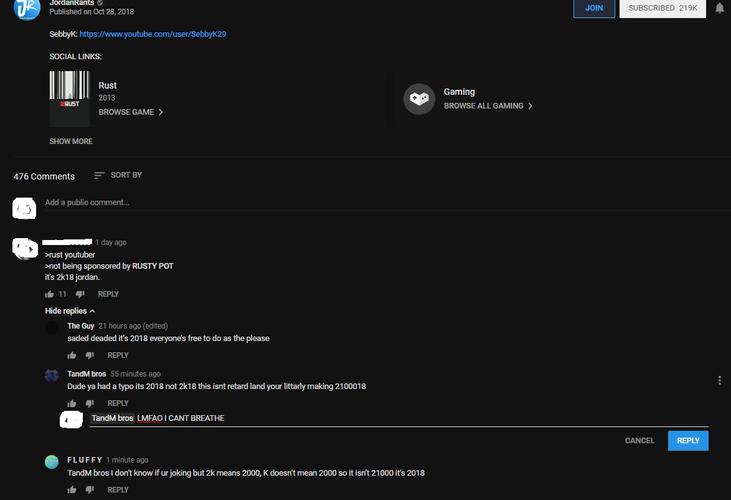 JordanRants
Published on Oct 28, 2018
JOIN
SUBSCRIBED 219K
SebbyK: https://www.youtube.com/user/SebbyK29
SOCIAL LINKS:
RUST
Rust
2013
BROWSE GAME
Gaming
BROWSE ALL GAMING
SHOW MORE
476 Comments
SORT BY
Add a public comment...
1 day ago
>rust youtuber
>not being sponsored by RUSTY POT
it's 2k18 jordan.
11
REPLY
Hide replies
The Guy 21 hours ago (edited)
saded deaded it's 2018 everyone's free to do as the please
REPLY
TandM bros 55 minutes ago
Dude ya had a typo its 2018 not 2k18 this isnt retard land your littarly making 2100018
REPLY
TandM bros LMFAO I CANT BREATHE
CANCEL
REPLY
F L U F F Y 1 minute ago
TandM bros I don't know if ur joking but 2k means 2000, K doesn't mean 2000 so it isn't 21000 it's 2018
REPLY